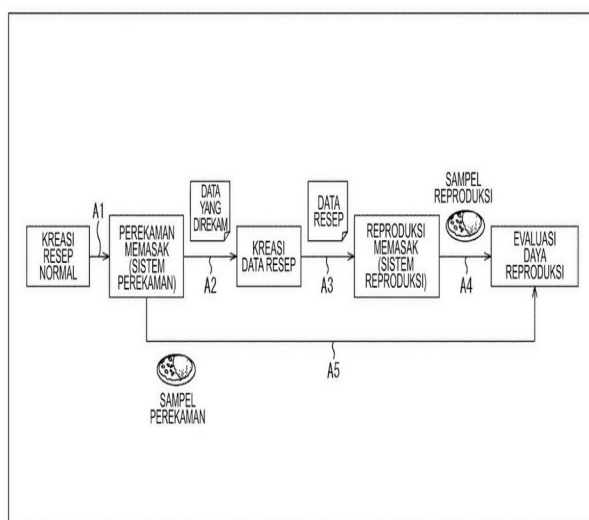 KREASI
RESEP
NORMAL
A1
PEREKAMAN
MEMASAK
(SISTEM
PEREKAMAN)
DATA
YANG
DIREKAM
A2
KREASI
DATA RESEP
DATA
RESEP
A3
REPRODUKSI
MEMASAK
(SISTEM
REPRODUKSI)
SAMPEL
REPRODUKSI
A4
EVALUASI
DAYA
REPRODUKSI
A5
SAMPEL
PEREKAMAN